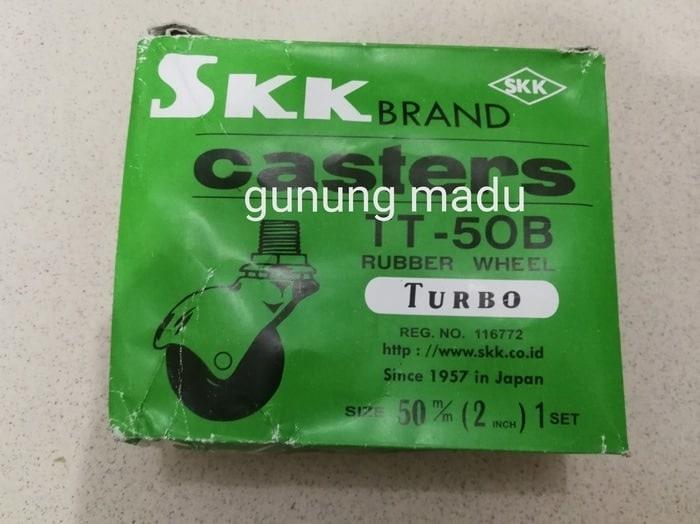 SKK BRAND
SKK
casters
gunung madu
TT-50B
RUBBER WHEEL
TURBO
REG. NO. 116772
http : //www.skk.co.id
Since 1957 in Japan
SIZE 50 m/m (2 INCH) 1 SET